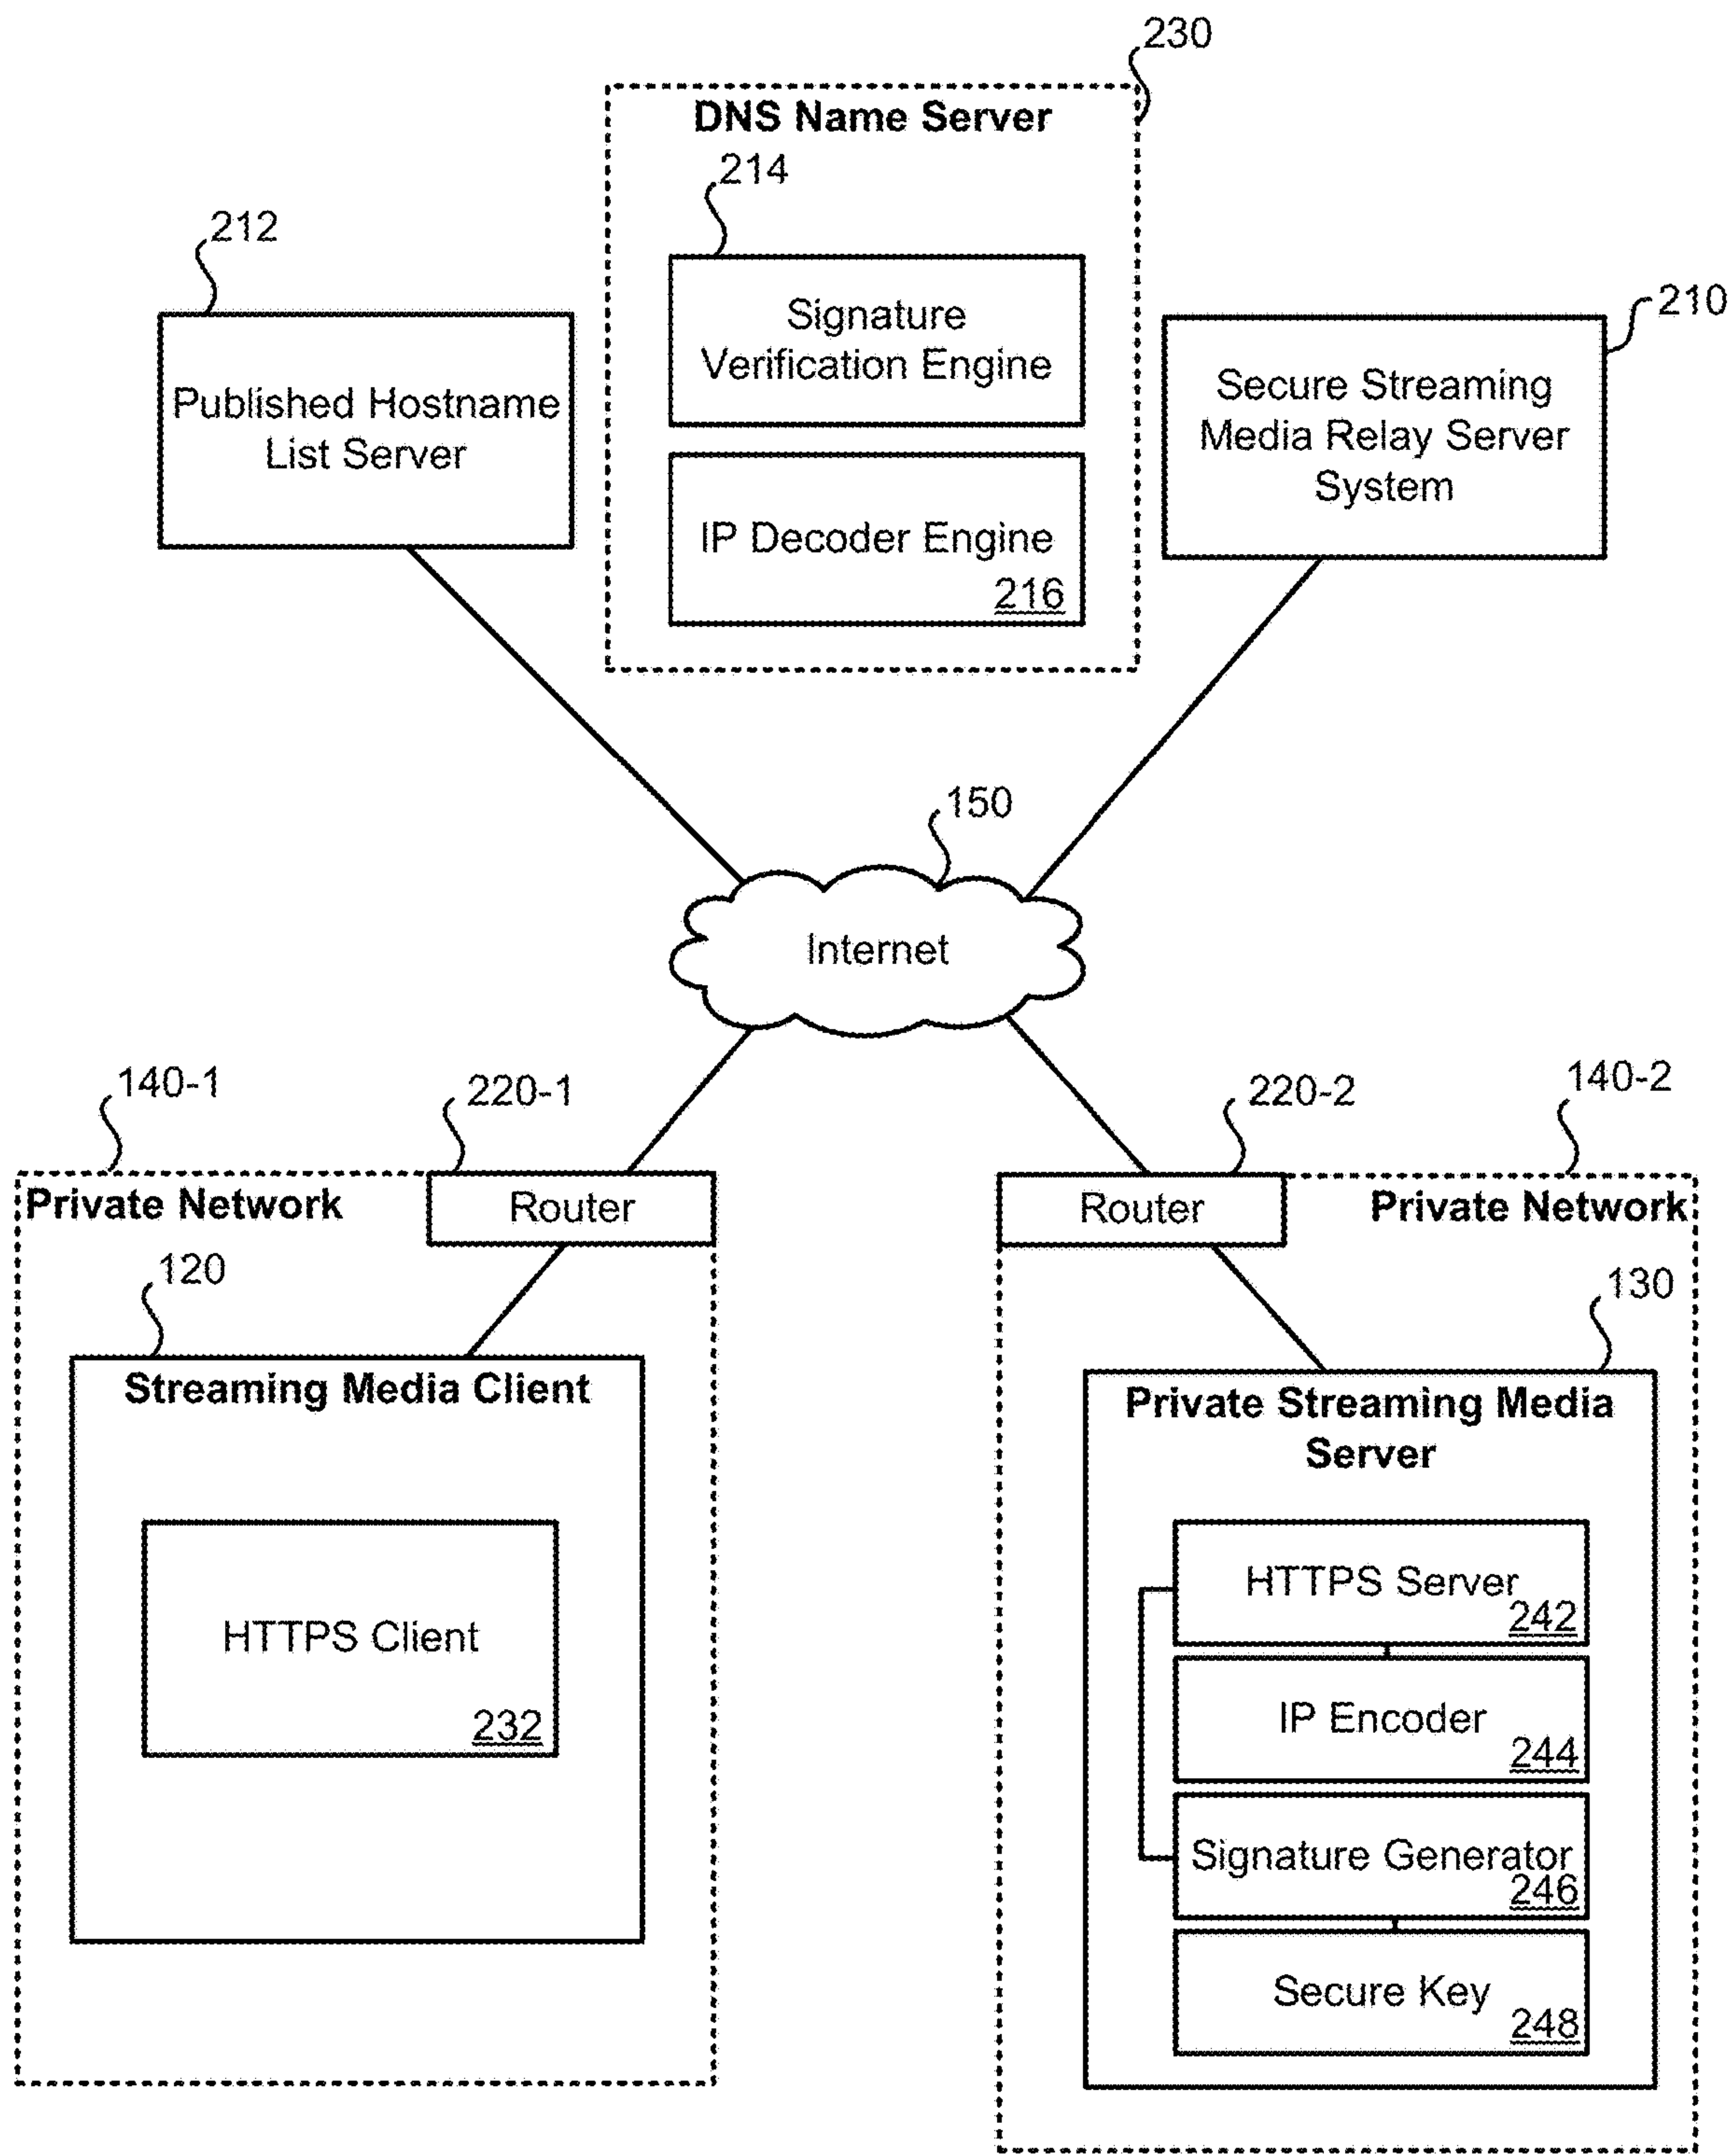 230
DNS Name Server
214
212
Signature
Verification Engine
210
Published Hostname
List Server
Secure Streaming
Media Relay Server
System
IP Decoder Engine
216
150
Internet
140-1
220-1
220-2
140-2
Private Network
Router
Router
Private Network
120
130
Streaming Media Client
Private Streaming Media
Server
HTTPS Client
232
HTTPS Server
242
IP Encoder
244
Signature Generator
246
Secure Key
248